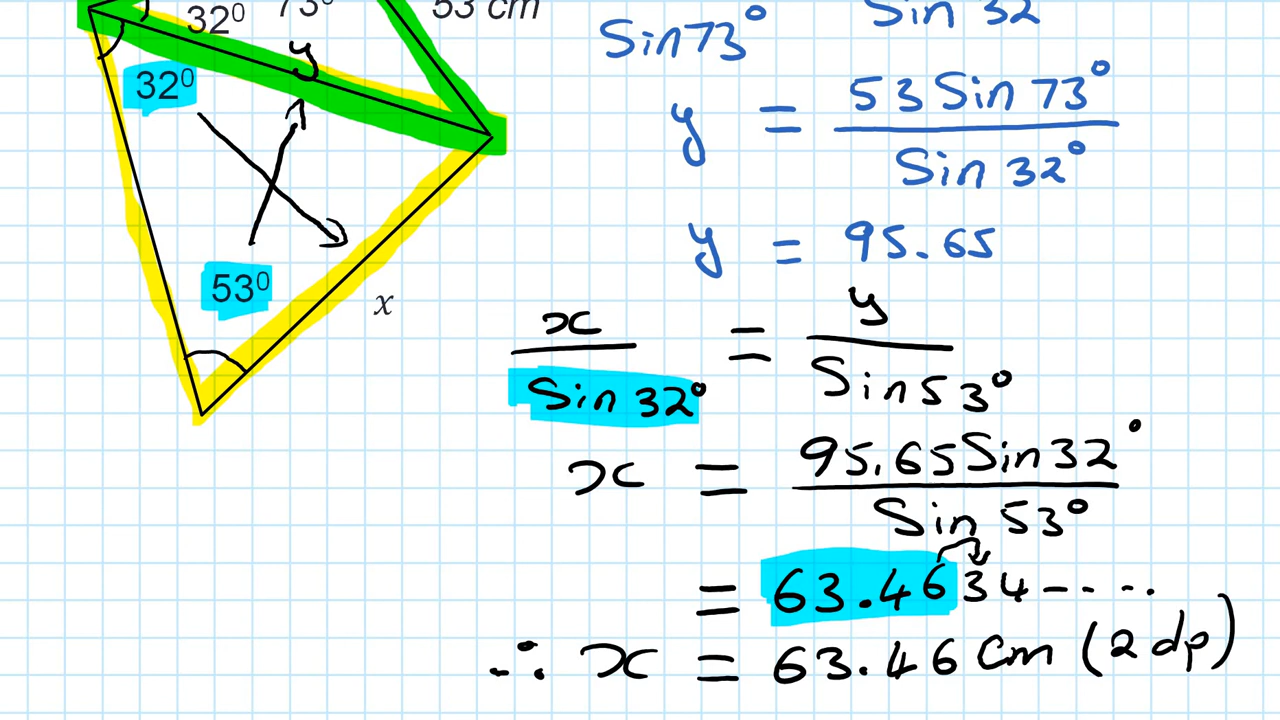 32⁰ 73⁰ 53 cm
y
32⁰
53⁰
x
Sin73° Sin 32
y = 53 Sin 73° / Sin 32°
y = 95.65
x / Sin 32° = y / Sin 53°
x = 95.65 Sin 32° / Sin 53°
= 63.4634 - - . .
∴ x = 63.46 cm (2 dp)